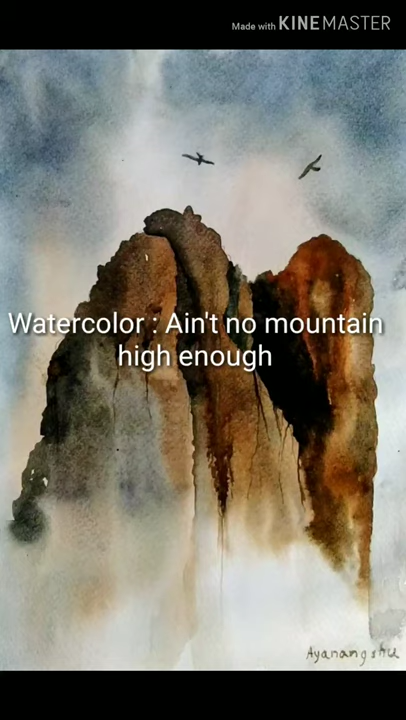 Made with KINEMASTER
Watercolor : Ain't no mountain
high enough
Ayanangshu